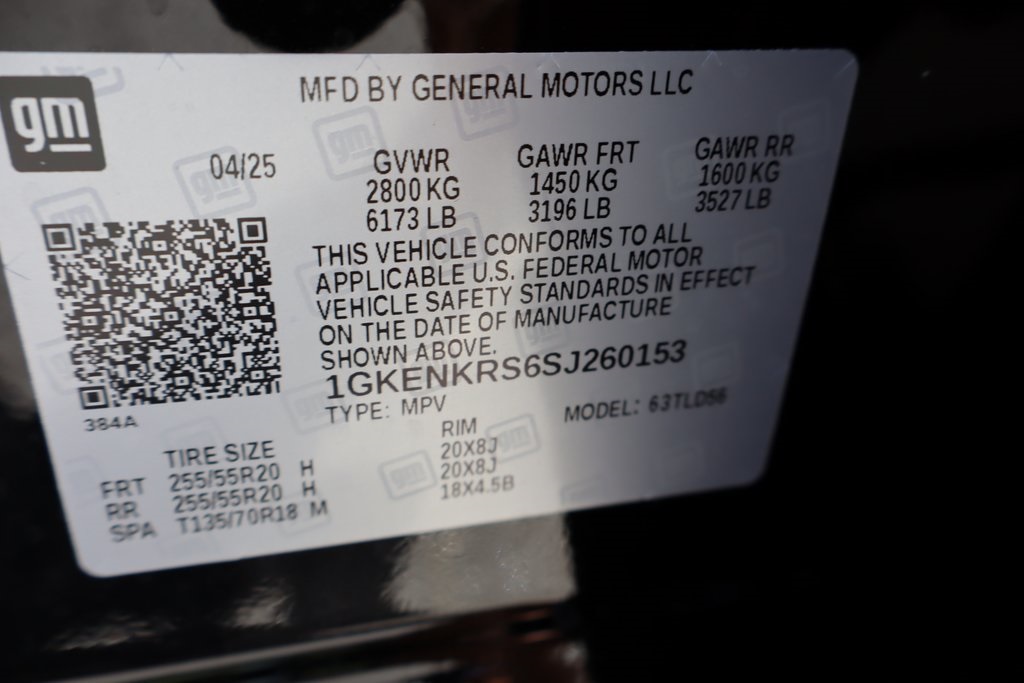 gm
MFD BY GENERAL MOTORS LLC
04/25
GVWR GAWR FRT GAWR RR
2800 KG 1450 KG 1600 KG
6173 LB 3196 LB 3527 LB
THIS VEHICLE CONFORMS TO ALL
APPLICABLE U.S. FEDERAL MOTOR
VEHICLE SAFETY STANDARDS IN EFFECT
ON THE DATE OF MANUFACTURE
SHOWN ABOVE.
1GKENKRS6SJ260153
TYPE: MPV MODEL: 63TLD56
384A
TIRE SIZE RIM
FRT 255/55R20 H 20X8J
RR 255/55R20 H 20X8J
SPA T135/70R18 M 18X4.5B